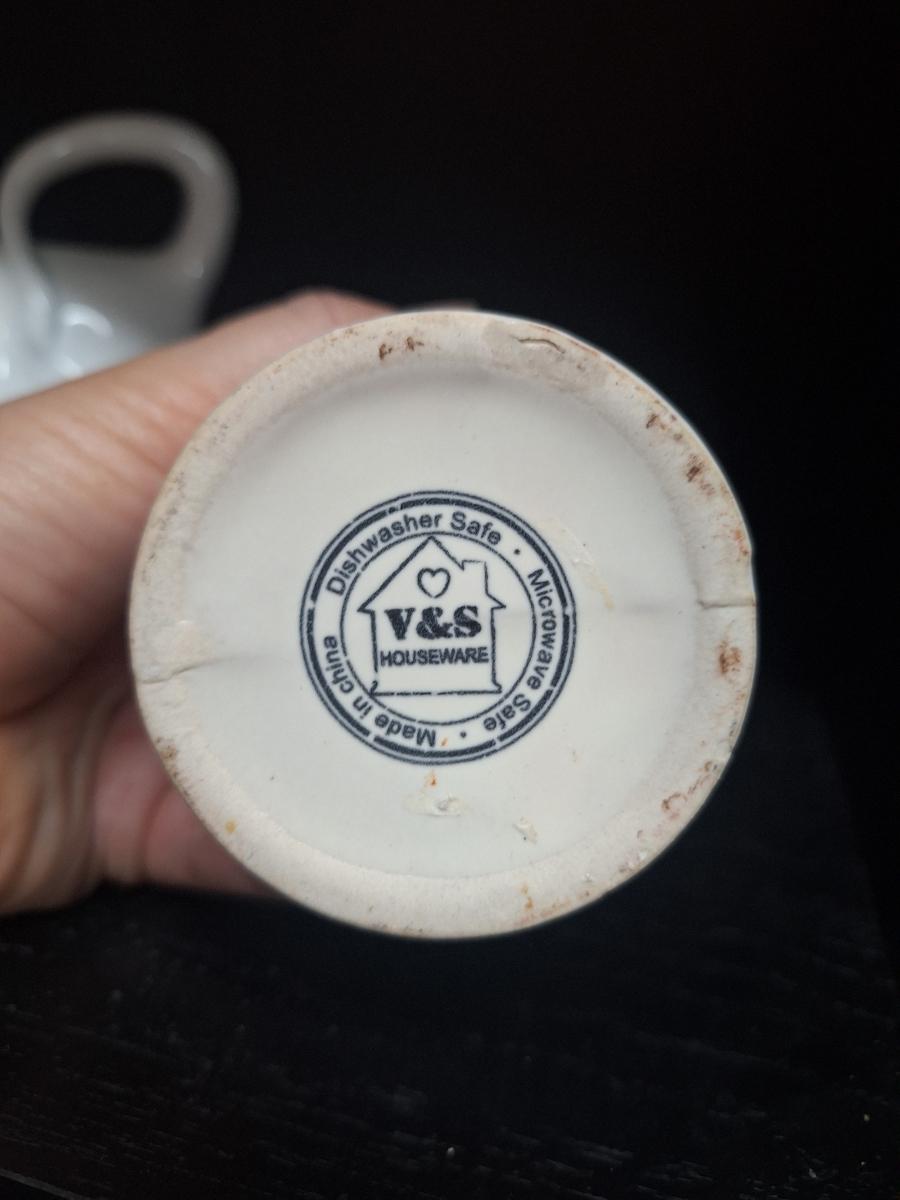 Dishwasher Safe • Microwave Safe • Made in china
V&S
HOUSEWARE